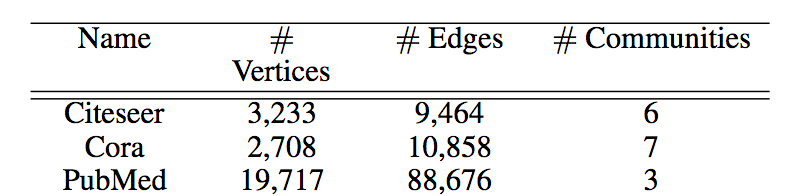 Name # # Edges # Communities
Vertices
Citeseer 3,233 9,464 6
Cora 2,708 10,858 7
PubMed 19,717 88,676 3